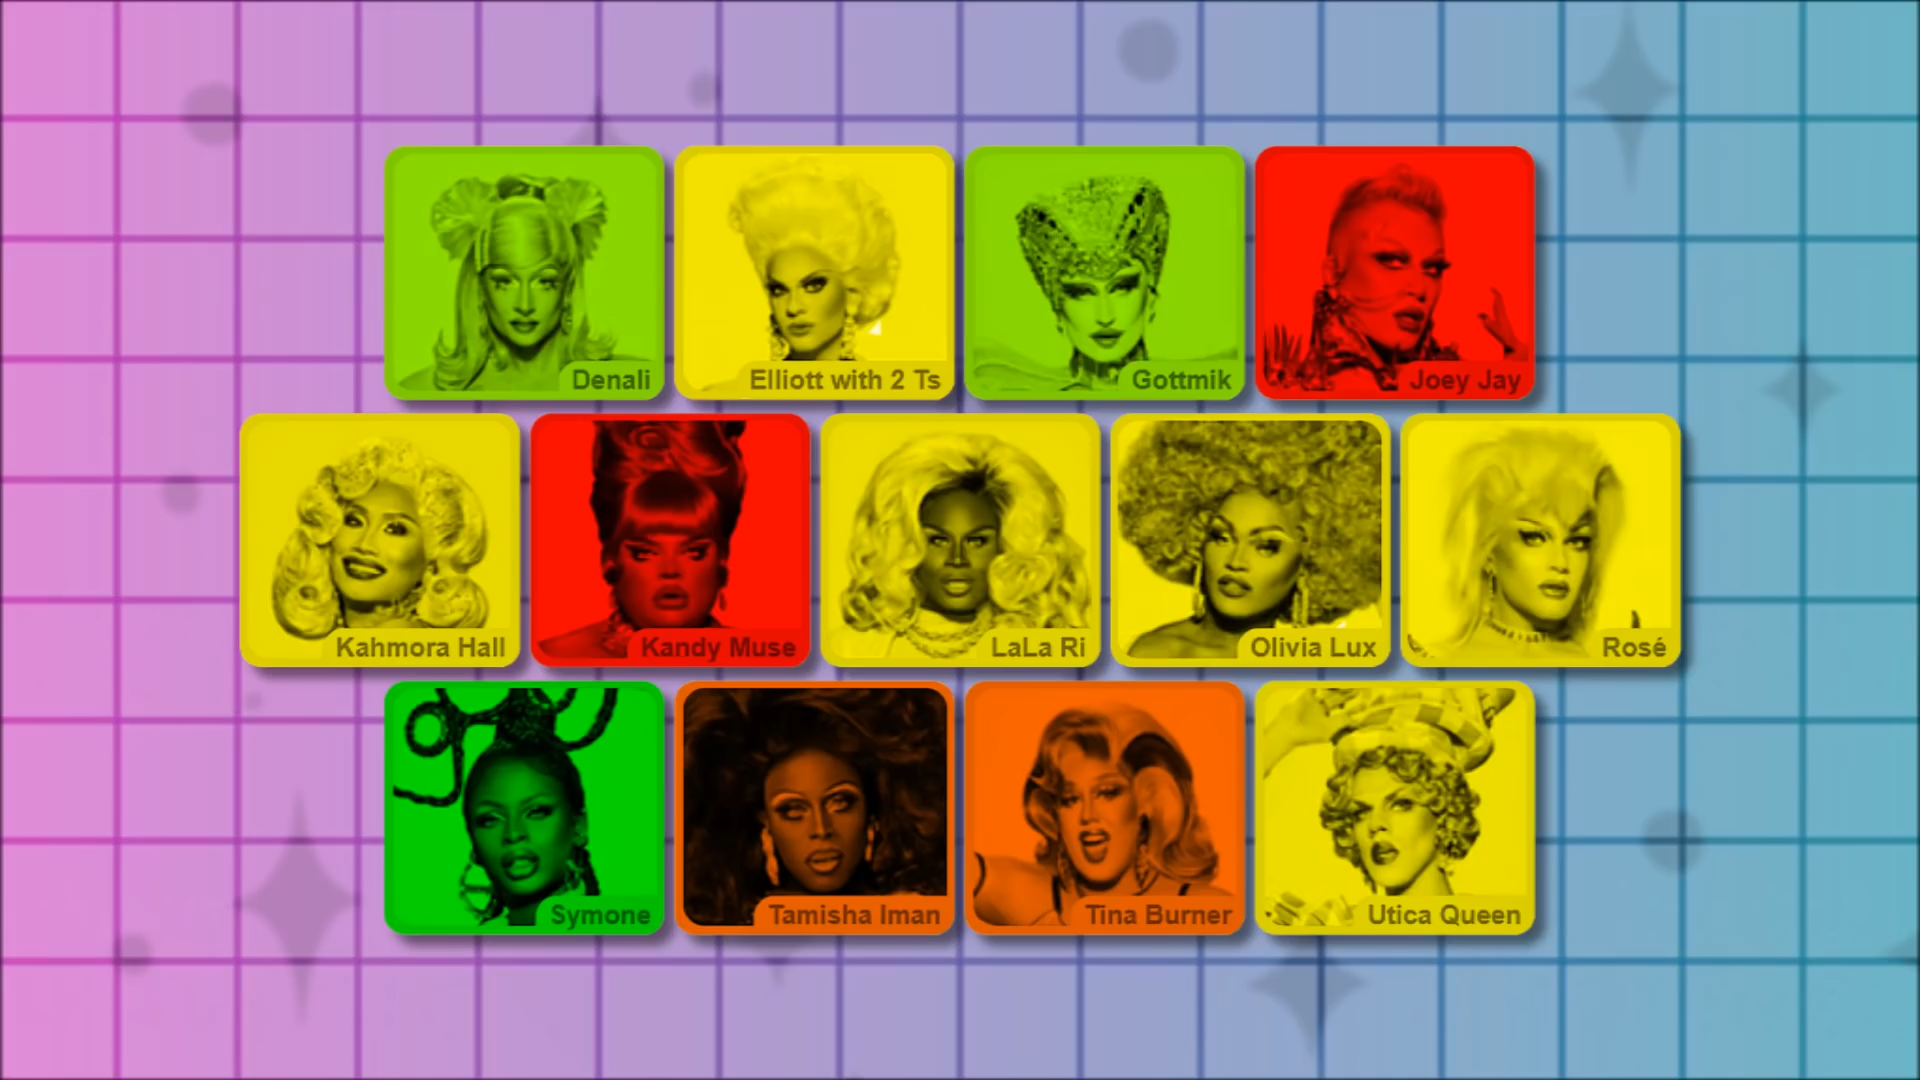 Denali
Elliott with 2 Ts
Gottmik
Joey Jay
Kahmora Hall
Kandy Muse
LaLa Ri
Olivia Lux
Rosé
Symone
Tamisha Iman
Tina Burner
Utica Queen